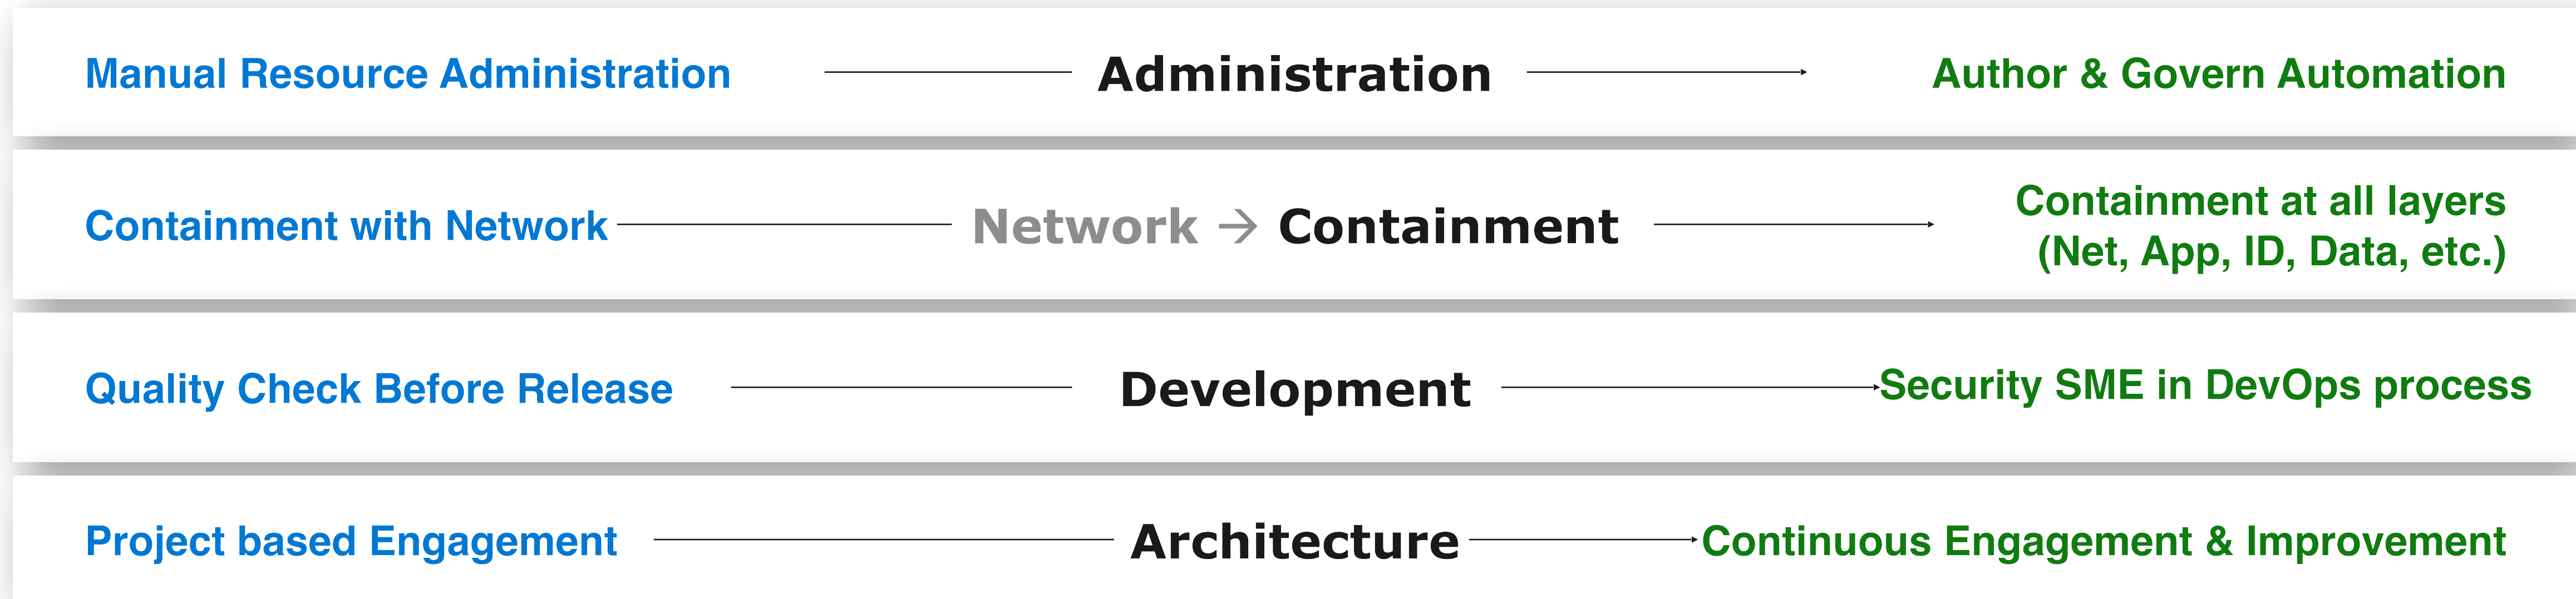 Manual Resource Administration
Administration
Author & Govern Automation
Containment with Network
Network → Containment
Containment at all layers
(Net, App, ID, Data, etc.)
Quality Check Before Release
Development
Security SME in DevOps process
Project based Engagement
Architecture
Continuous Engagement & Improvement